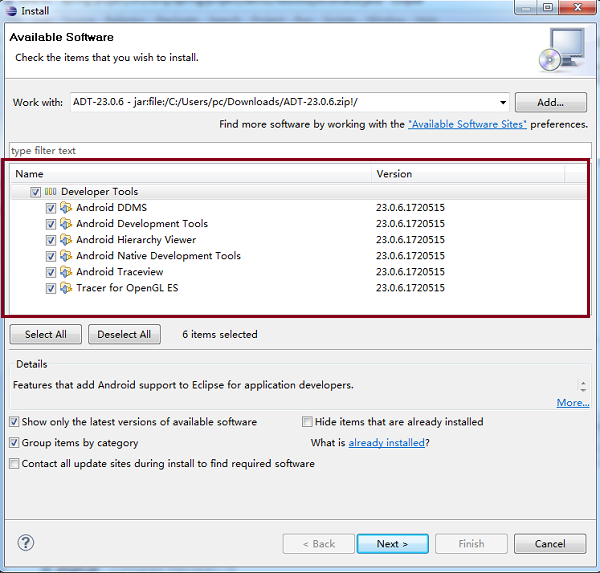 Install
Available Software
Check the items that you wish to install.
Work with: ADT-23.0.6 - jar:file:/C:/Users/pc/Downloads/ADT-23.0.6.zip!/ Add...
Find more software by working with the "Available Software Sites" preferences.
type filter text
Name Version
Developer Tools
Android DDMS 23.0.6.1720515
Android Development Tools 23.0.6.1720515
Android Hierarchy Viewer 23.0.6.1720515
Android Native Development Tools 23.0.6.1720515
Android Traceview 23.0.6.1720515
Tracer for OpenGL ES 23.0.6.1720515
Select All Deselect All 6 items selected
Details
Features that add Android support to Eclipse for application developers.
More...
Show only the latest versions of available software Hide items that are already installed
Group items by category What is already installed?
Contact all update sites during install to find required software
? < Back Next > Finish Cancel